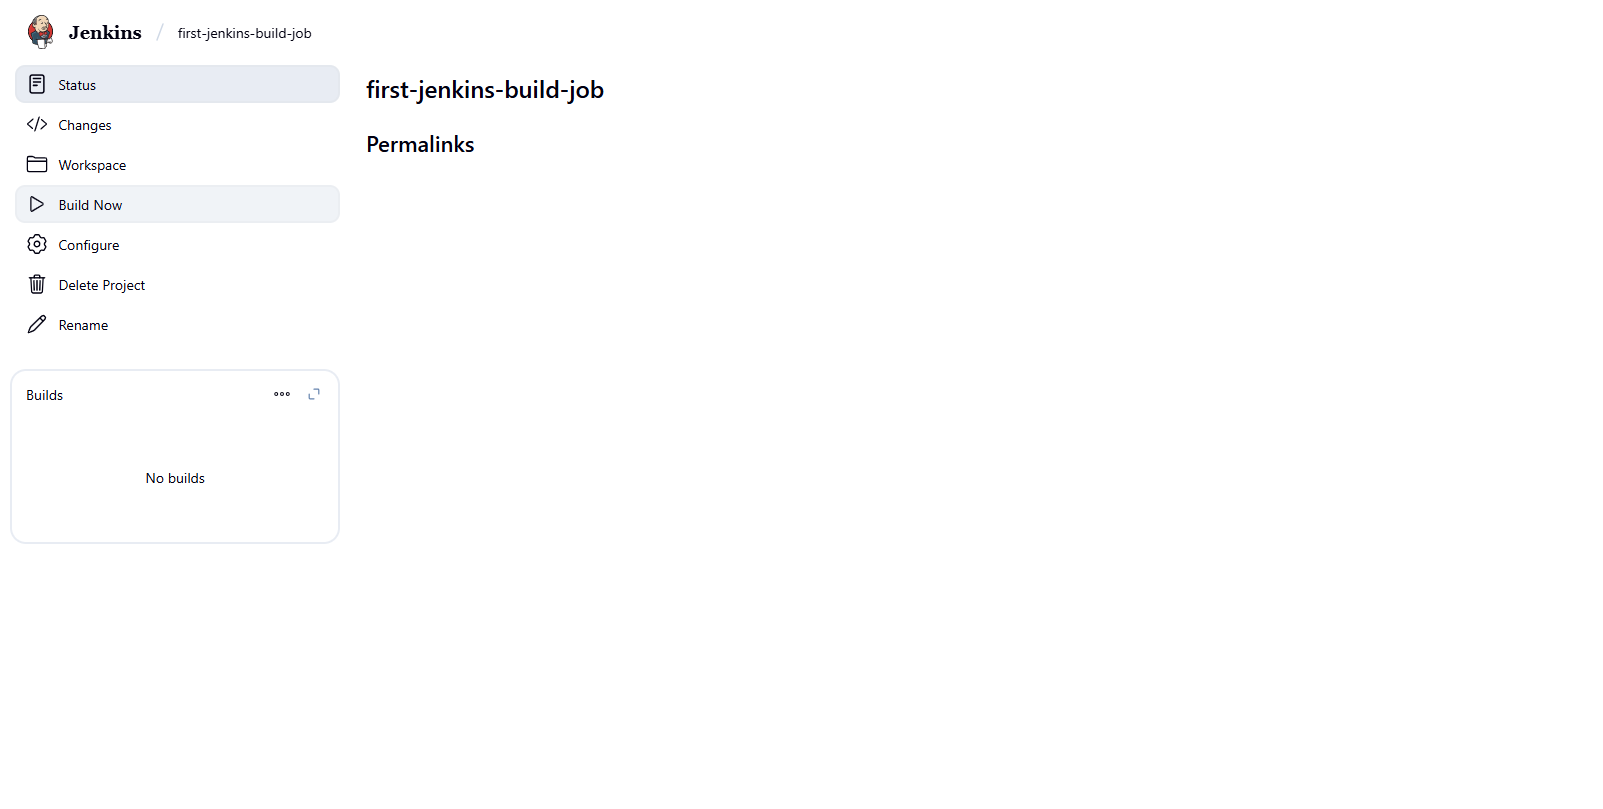 Jenkins / first-jenkins-build-job
Status
Changes
Workspace
Build Now
Configure
Delete Project
Rename
Builds
No builds
first-jenkins-build-job
Permalinks